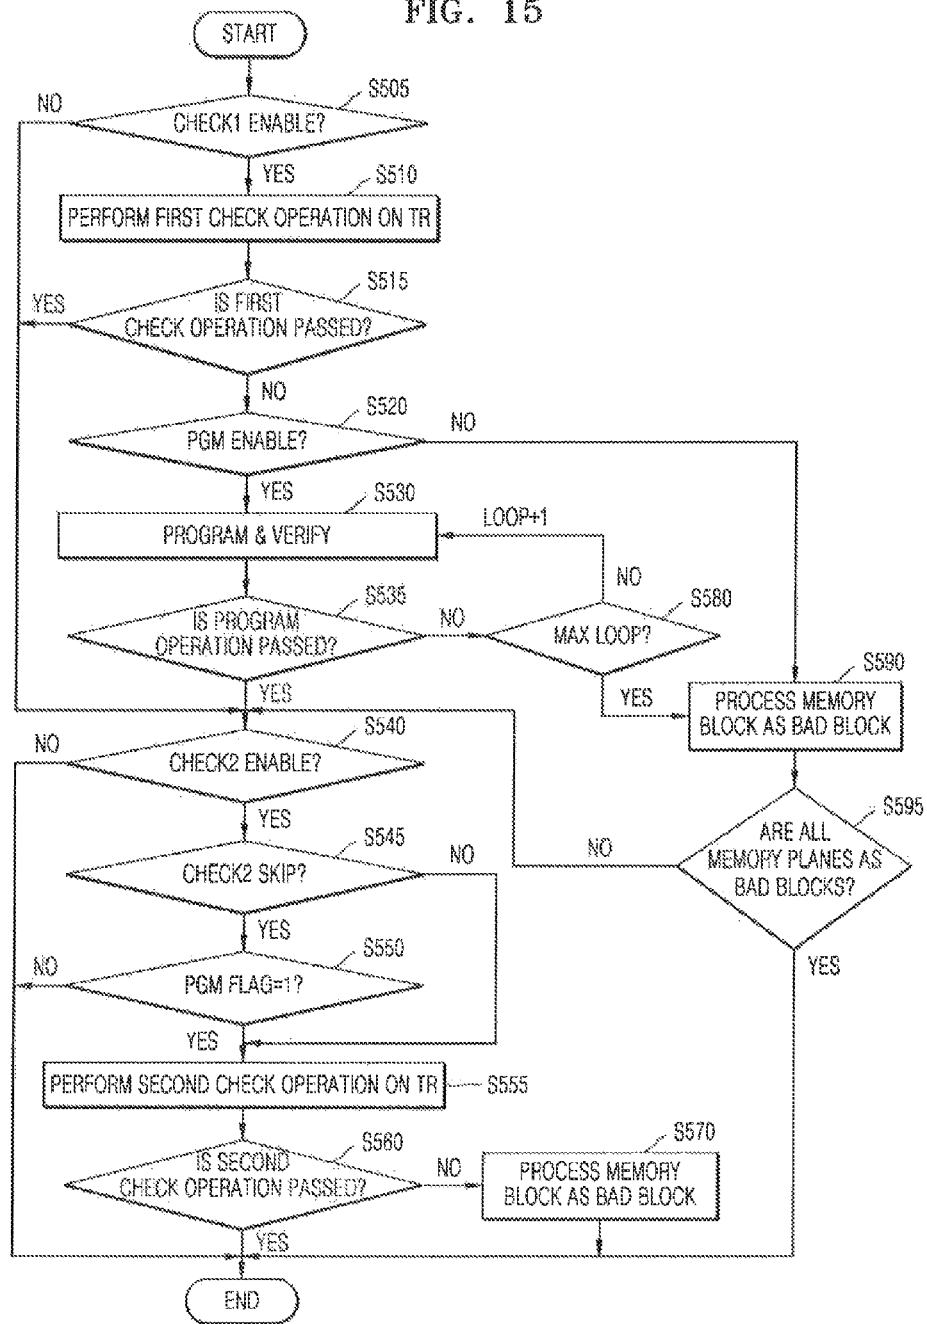 FIG. 15
START
S505
NO
CHECK1 ENABLE?
YES
S510
PERFORM FIRST CHECK OPERATION ON TR
S515
YES
IS FIRST
CHECK OPERATION PASSED?
NO
S520
PGM ENABLE?
NO
YES
S530
PROGRAM & VERIFY
LOOP+1
NO
S535
IS PROGRAM
OPERATION PASSED?
NO
S580
MAX LOOP?
YES
YES
S590
PROCESS MEMORY
BLOCK AS BAD BLOCK
S540
NO
CHECK2 ENABLE?
YES
S595
ARE ALL
MEMORY PLANES AS
BAD BLOCKS?
NO
YES
S545
CHECK2 SKIP?
NO
YES
S550
NO
PGM FLAG=1?
YES
PERFORM SECOND CHECK OPERATION ON TR
S555
S560
IS SECOND
CHECK OPERATION PASSED?
NO
S570
PROCESS MEMORY
BLOCK AS BAD BLOCK
YES
END